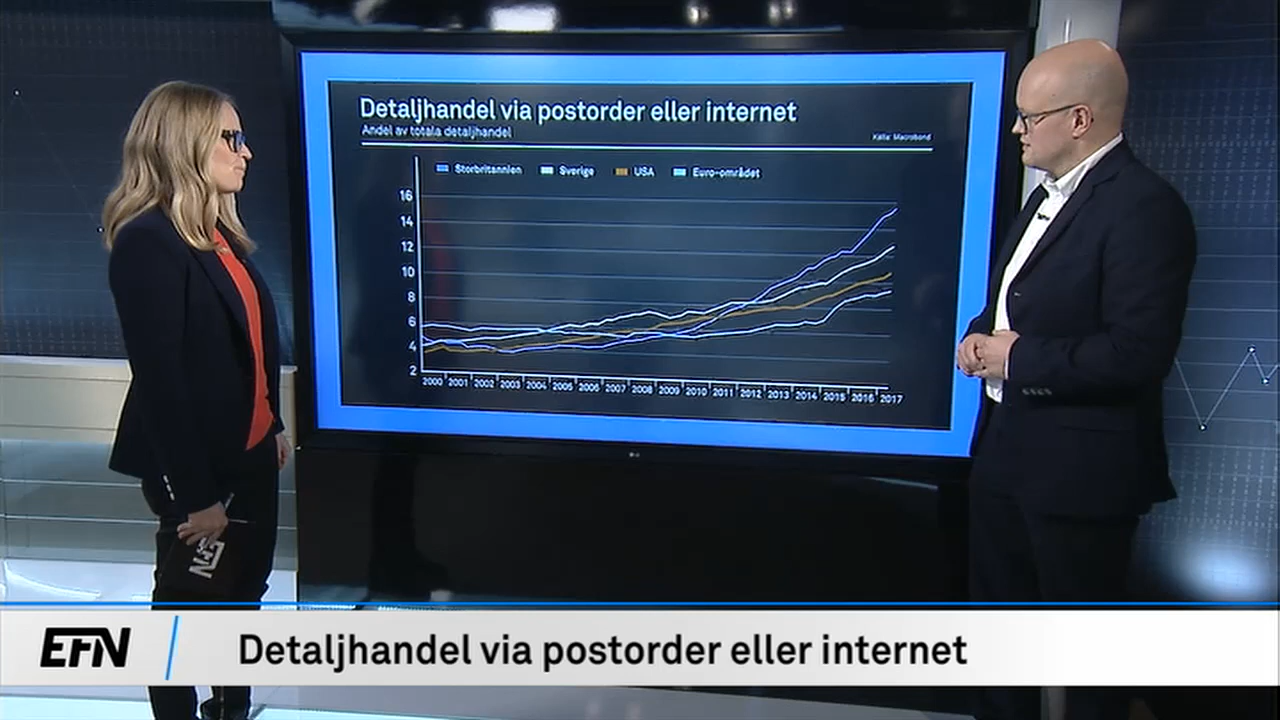 Detaljhandel via postorder eller internet
Andel av totala detaljhandel
Källa: Macrobond
Storbritannien Sverige USA Euro-området
16
14
12
10
8
6
4
2
2000 2001 2002 2003 2004 2005 2006 2007 2008 2009 2010 2011 2012 2013 2014 2015 2016 2017
EFN
EFN Detaljhandel via postorder eller internet